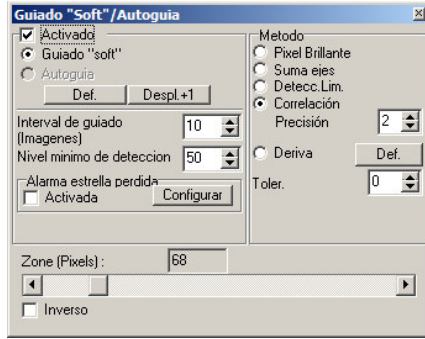 Guiado "Soft"/Autoguia
Activado
Guiado "soft"
Autoguia
Def. Despl.+1
Interval de guiado
(Imagenes) 10
Nivel minimo de deteccion 50
Alarma estrella perdida
Activada Configurar
Metodo
Pixel Brillante
Suma ejes
Detecc.Lim.
Correlación
Precisión 2
Deriva Def.
Toler. 0
Zone (Pixels) : 68
Inverso